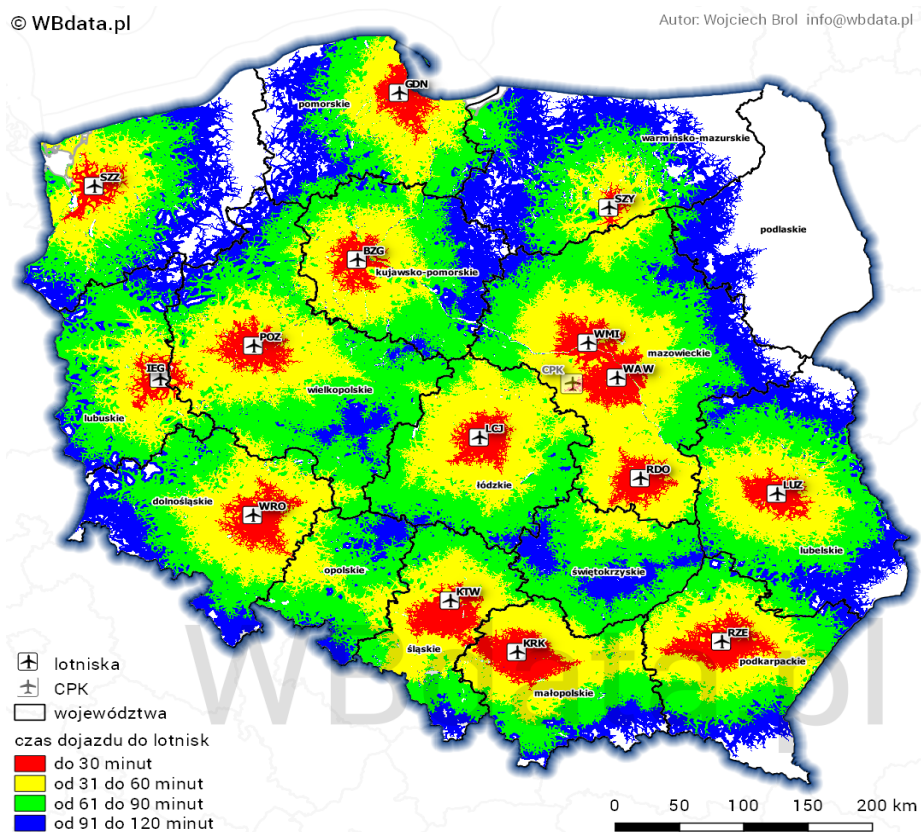 © WBdata.pl
Autor: Wojciech Brol info@wbdata.pl
GDN
pomorskie
warmińsko-mazurskie
SZZ
SZY
podlaskie
BZG
kujawsko-pomorskie
POZ
WMI
mazowieckie
IEG
CPK
WAW
wielkopolskie
lubuskie
LCJ
RDO
łódzkie
LUZ
dolnośląskie
WRO
lubelskie
opolskie
świętokrzyskie
KTW
WBdata.pl
KRK
RZE
śląskie
podkarpackie
małopolskie
lotniska
CPK
województwa
czas dojazdu do lotnisk
do 30 minut
od 31 do 60 minut
od 61 do 90 minut
od 91 do 120 minut
0 50 100 150 200 km